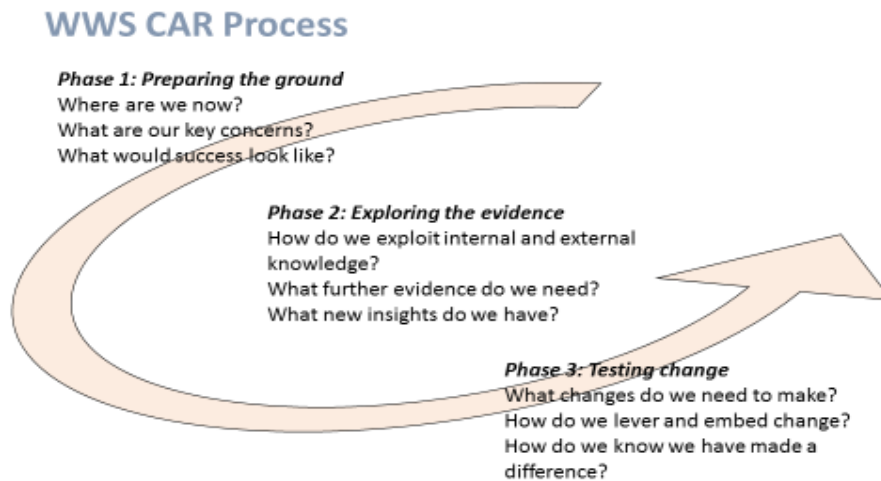 WWS CAR Process
Phase 1: Preparing the ground
Where are we now?
What are our key concerns?
What would success look like?
Phase 2: Exploring the evidence
How do we exploit internal and external
knowledge?
What further evidence do we need?
What new insights do we have?
Phase 3: Testing change
What changes do we need to make?
How do we lever and embed change?
How do we know we have made a
difference?